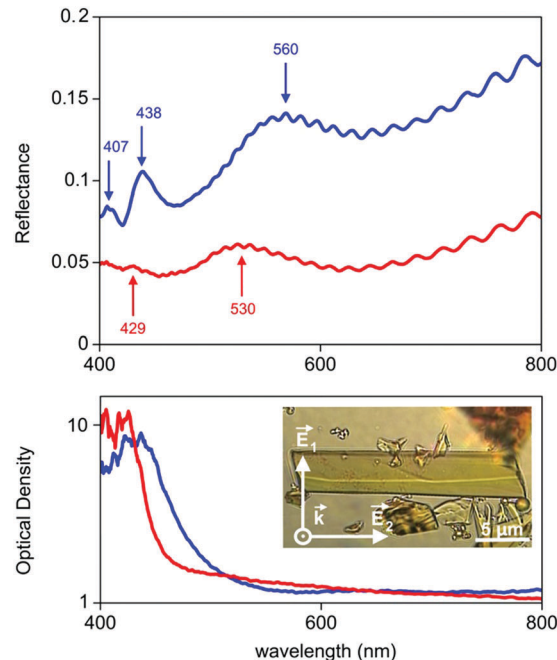 0.2
560
438
0.15
407
Reflectance
0.1
0.05
429
530
0
400
600
800
10
E₁
k
E₂
5 µm
Optical Density
1
400
600
800
wavelength (nm)